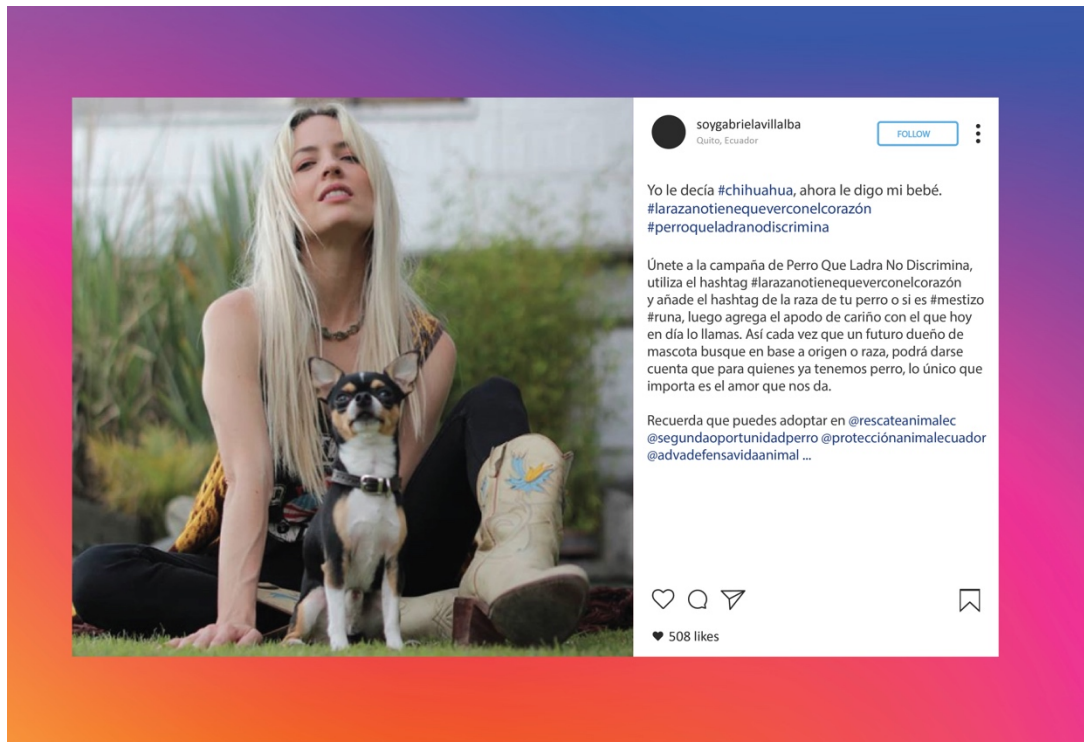 soygabrielavillalba
Quito, Ecuador
FOLLOW
Yo le decía #chihuahua, ahora le digo mi bebé.
#larazanotienequeverconelcorazón
#perroqueladranodiscrimina
Únete a la campaña de Perro Que Ladra No Discrimina,
utiliza el hashtag #larazanotienequeverconelcorazón
y añade el hashtag de la raza de tu perro o si es #mestizo
#runa, luego agrega el apodo de cariño con el que hoy
en día lo llamas. Así cada vez que un futuro dueño de
mascota busque en base a origen o raza, podrá darse
cuenta que para quienes ya tenemos perro, lo único que
importa es el amor que nos da.
Recuerda que puedes adoptar en @rescateanimalec
@segundaoportunidadperro @protecciónanimalecuador
@advadefensavidaanimal ...
508 likes